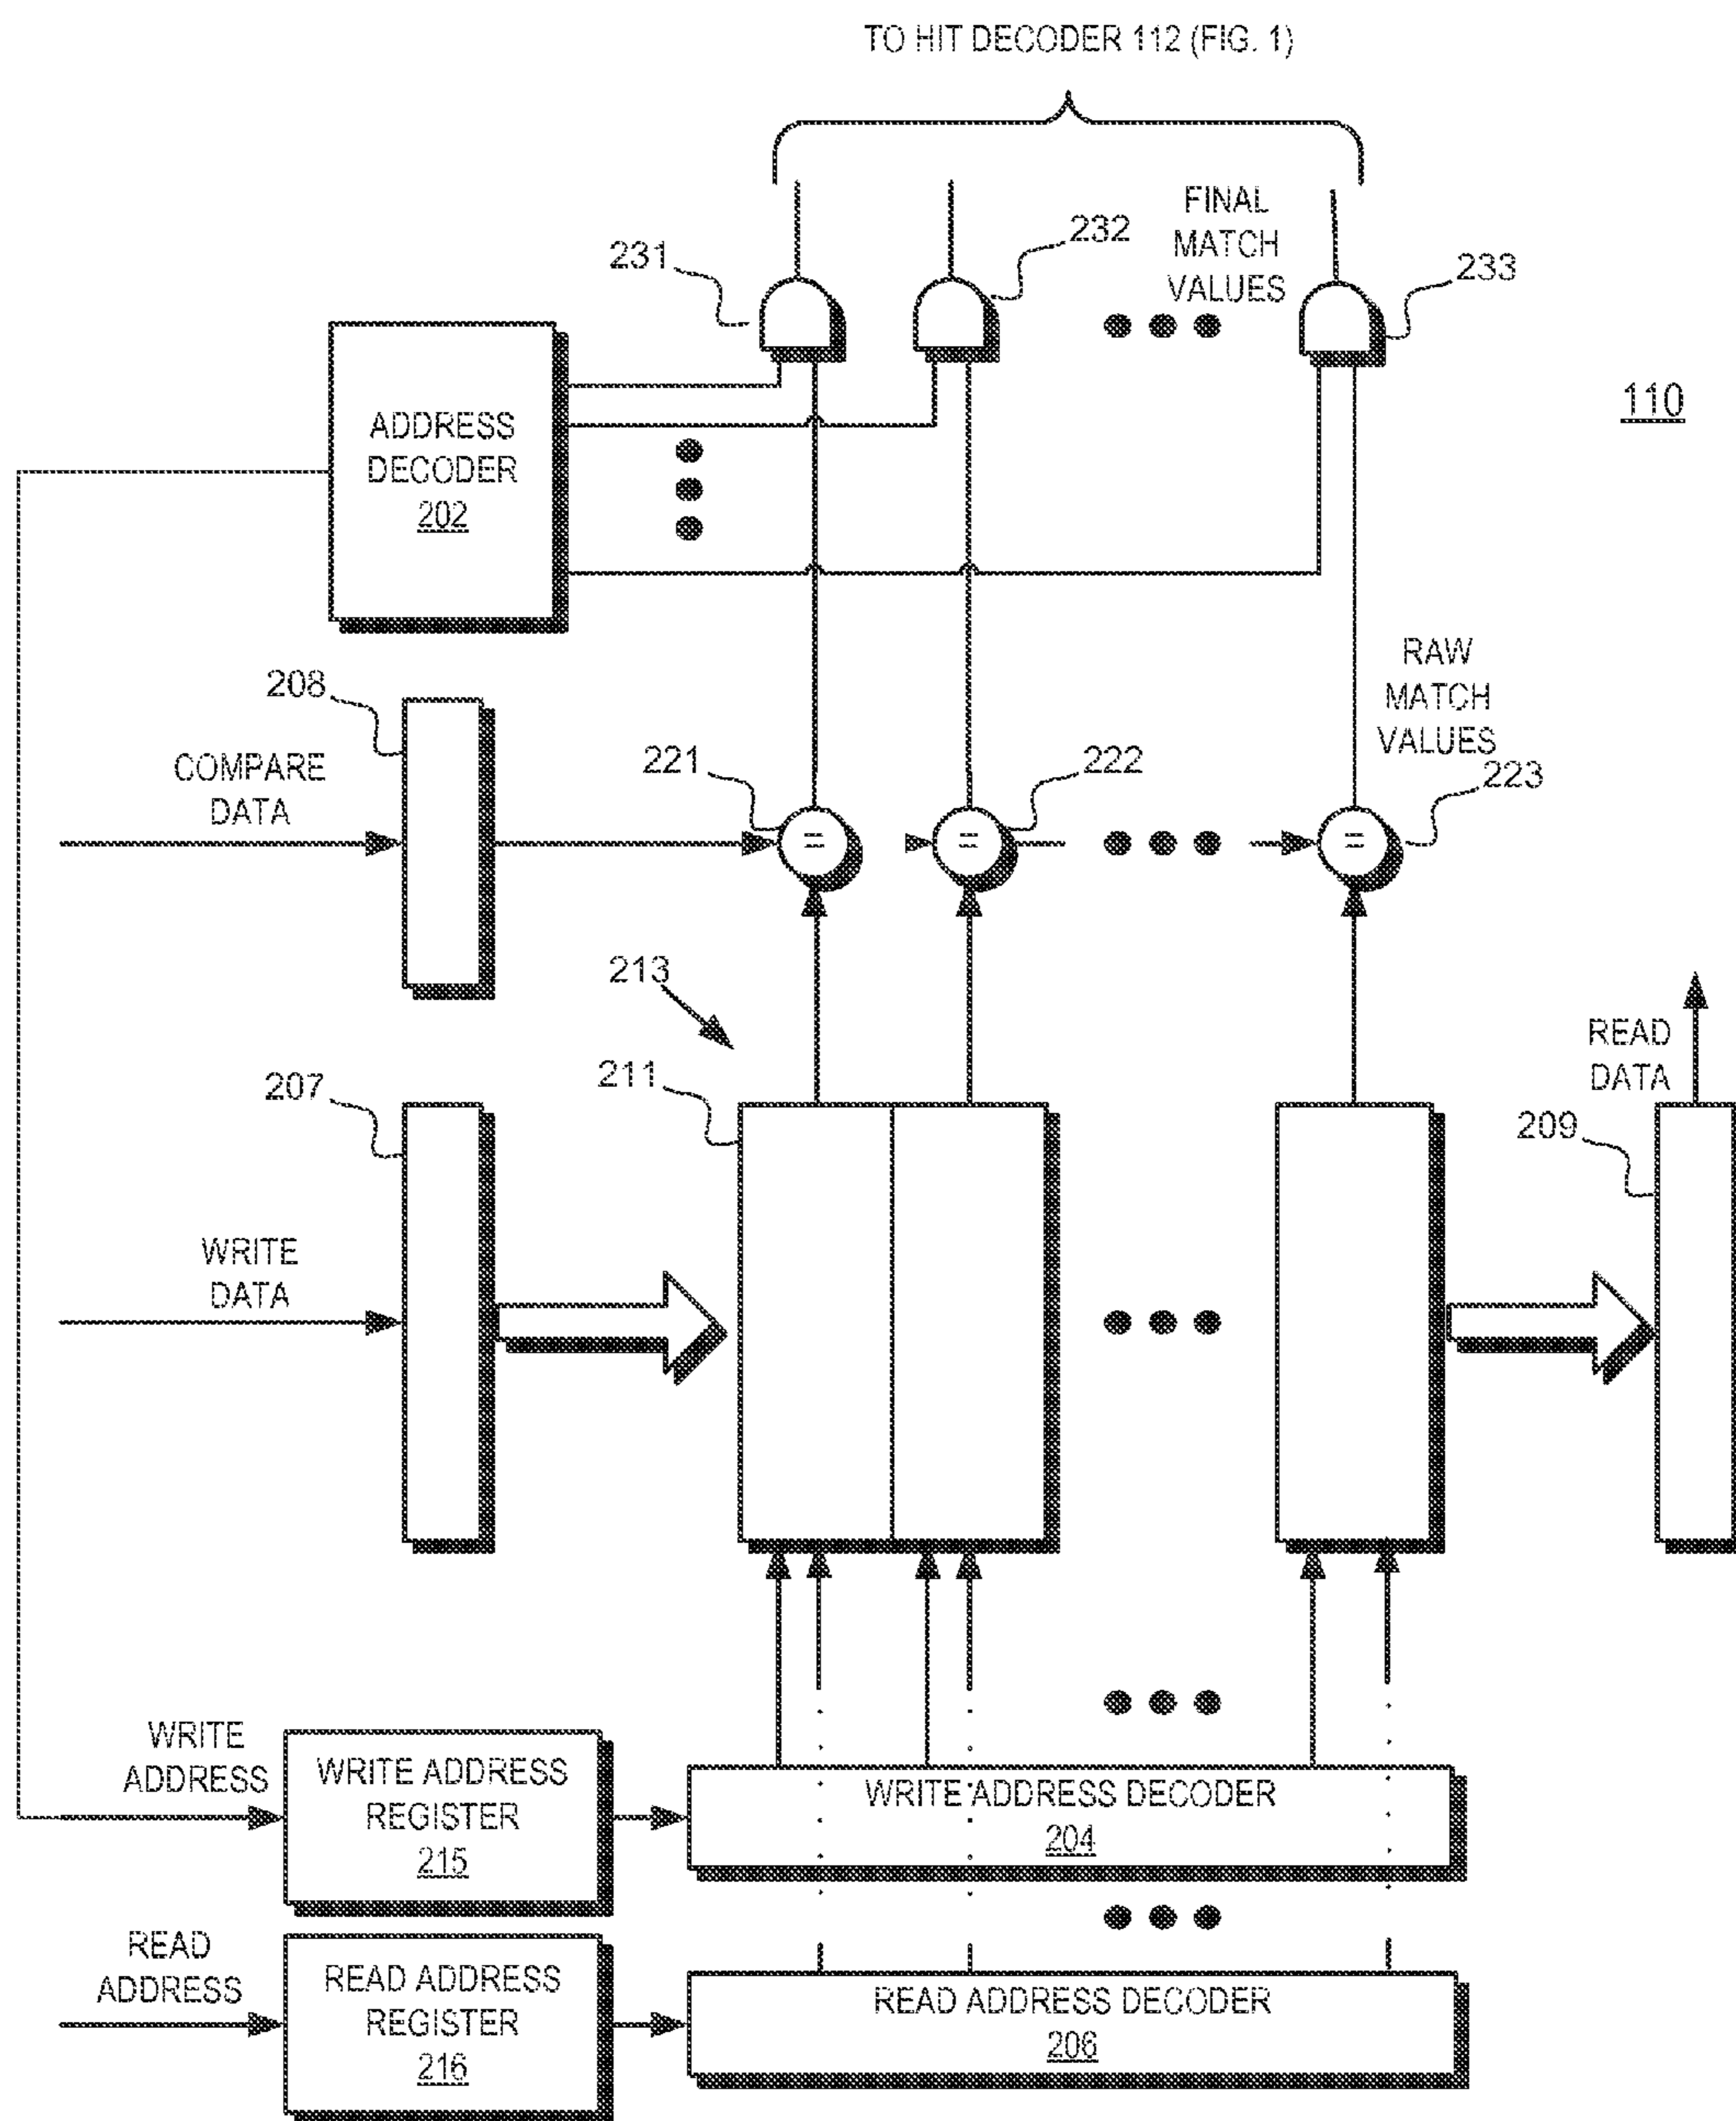 TO HIT DECODER 112 (FIG. 1)
FINAL
MATCH
VALUES
231
232
233
110
ADDRESS
DECODER
202
RAW
MATCH
VALUES
208
COMPARE
DATA
221
=
222
=
223
=
213
READ
DATA
207
211
209
WRITE
DATA
WRITE
ADDRESS
WRITE ADDRESS
REGISTER
215
WRITE ADDRESS DECODER
204
READ
ADDRESS
READ ADDRESS
REGISTER
216
READ ADDRESS DECODER
206